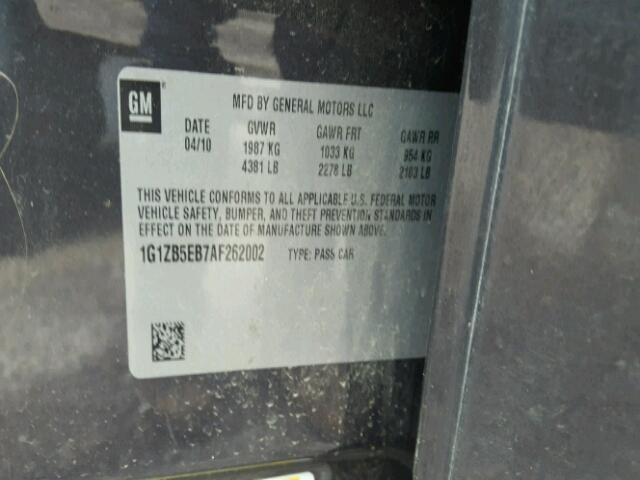 GM®
MFD BY GENERAL MOTORS LLC
DATE GVWR GAWR FRT GAWR RR
04/10 1987 KG 1033 KG 954 KG
4381 LB 2278 LB 2103 LB
THIS VEHICLE CONFORMS TO ALL APPLICABLE U.S. FEDERAL MOTOR
VEHICLE SAFETY, BUMPER, AND THEFT PREVENTION STANDARDS IN
EFFECT ON THE DATE OF MANUFACTURE SHOWN ABOVE.
1G1ZB5EB7AF262002 TYPE: PASS CAR